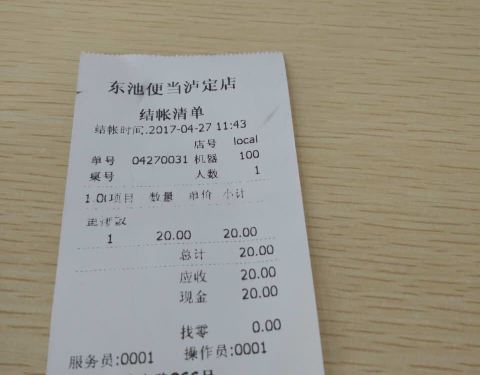 东池便当泸定店
结帐清单
结帐时间.2017-04-27 11:43
店号 local
单号 04270031 机器 100
桌号 人数 1
1.00项目 数量 单价 小计
1 20.00 20.00
总计 20.00
应收 20.00
现金 20.00
找零 0.00
服务员:0001 操作员:0001